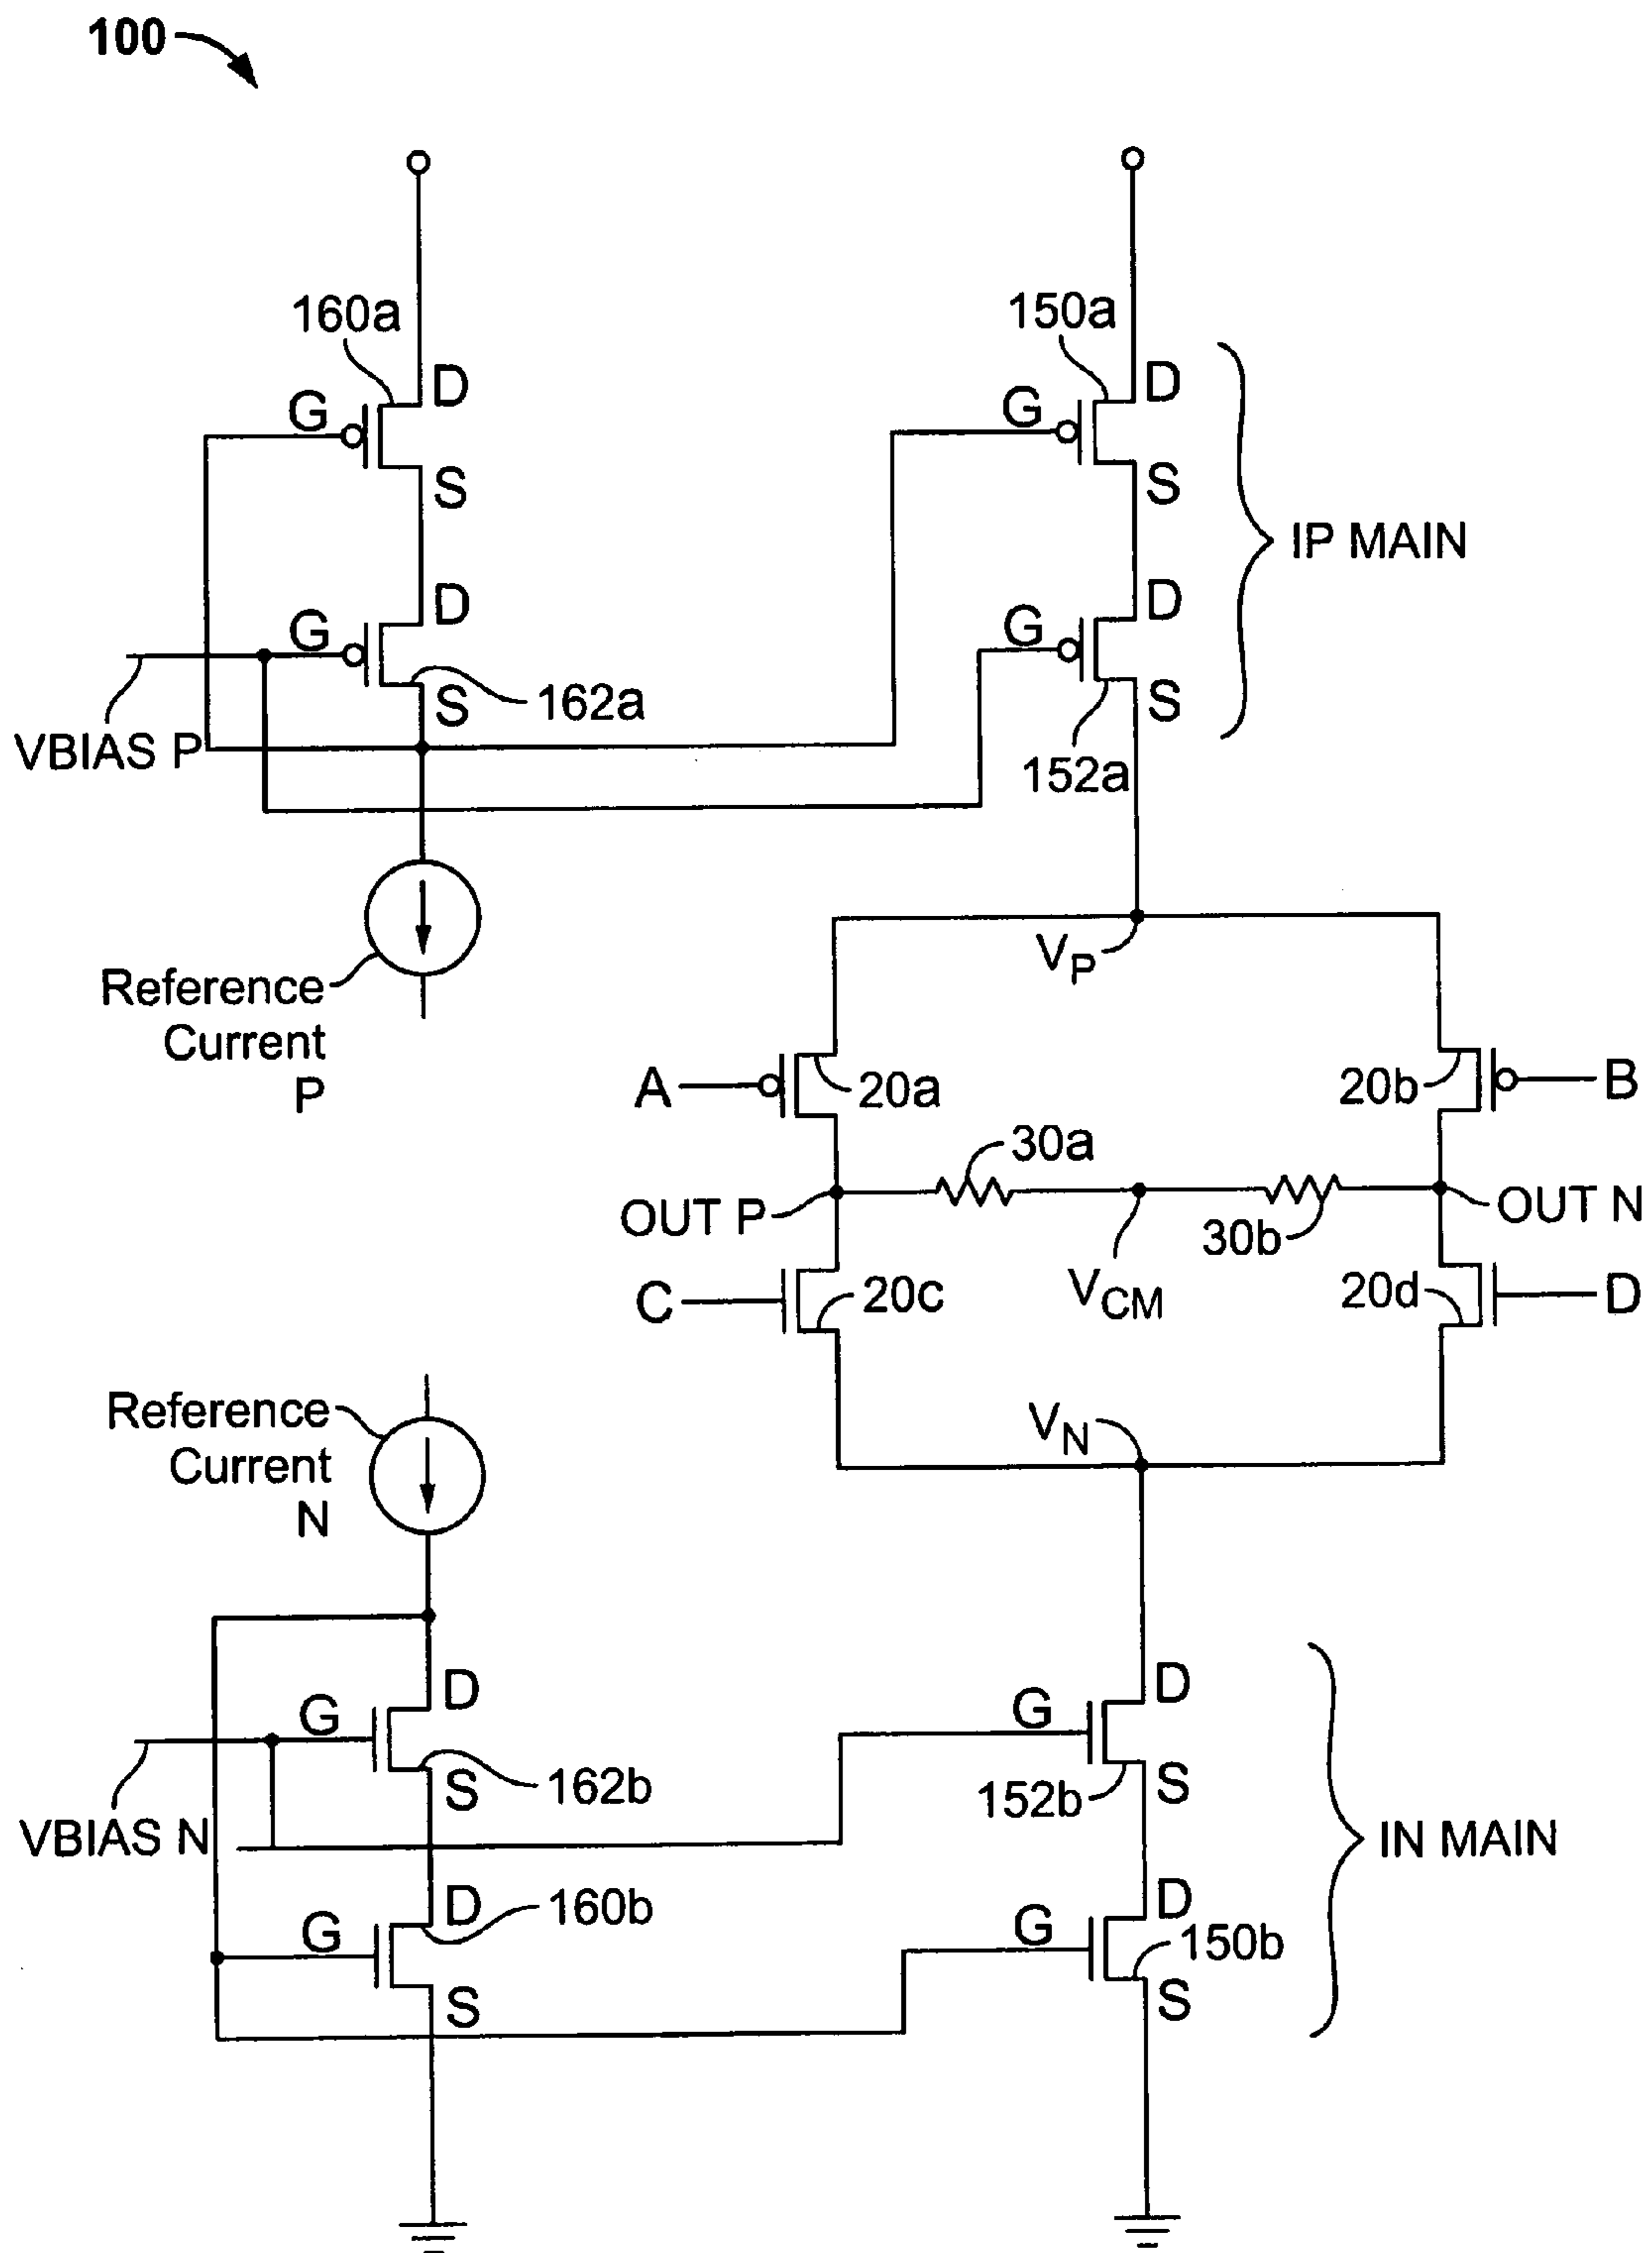 100
160a
150a
D
D
G
G
S
S
IP MAIN
D
D
G
G
162a
S
S
VBIAS P
152a
Reference
Current
P
VP
A
20a
20b
B
30a
OUT P
OUT N
30b
VCM
C
20c
20d
D
Reference
Current
N
VN
D
D
G
G
S
162b
152b
S
VBIAS N
IN MAIN
D
160b
D
G
G
150b
S
S